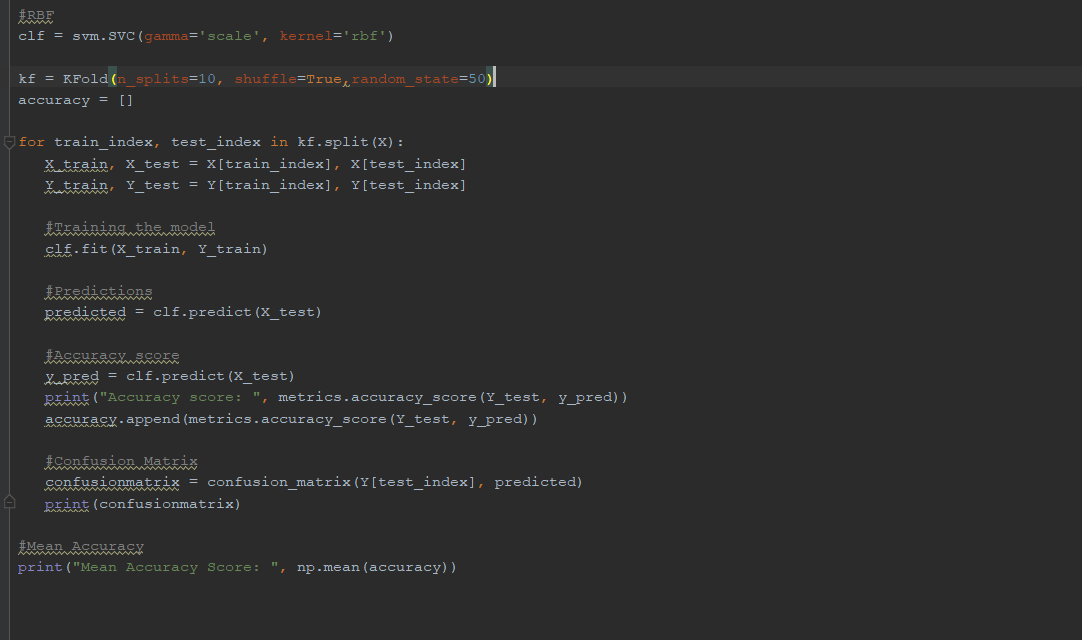 #RBF
clf = svm.SVC(gamma='scale', kernel='rbf')
kf = KFold(n_splits=10, shuffle=True,random_state=50)
accuracy = []
for train_index, test_index in kf.split(X):
X_train, X_test = X[train_index], X[test_index]
Y_train, Y_test = Y[train_index], Y[test_index]
#Training the model
clf.fit(X_train, Y_train)
#Predictions
predicted = clf.predict(X_test)
#Accuracy score
y_pred = clf.predict(X_test)
print("Accuracy score: ", metrics.accuracy_score(Y_test, y_pred))
accuracy.append(metrics.accuracy_score(Y_test, y_pred))
#Confusion Matrix
confusionmatrix = confusion_matrix(Y[test_index], predicted)
print(confusionmatrix)
#Mean Accuracy
print("Mean Accuracy Score: ", np.mean(accuracy))